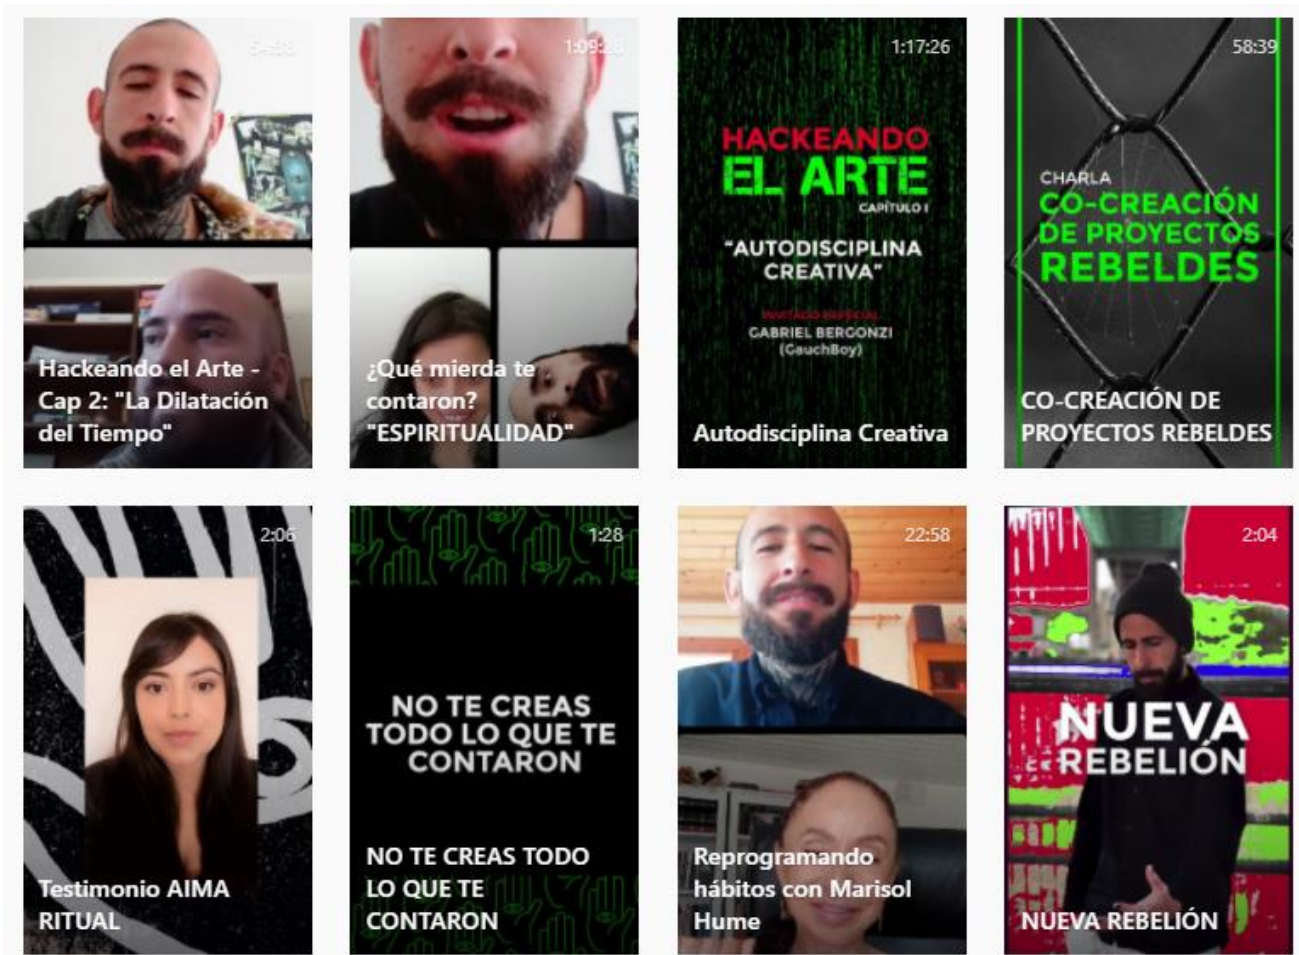 54:38
Hackeando el Arte -
Cap 2: "La Dilatación
del Tiempo"
1:09:28
¿Qué mierda te
contaron?
"ESPIRITUALIDAD"
1:17:26
HACKEANDO
EL ARTE
CAPÍTULO I
"AUTODISCIPLINA
CREATIVA"
INVITADO ESPECIAL
GABRIEL BERGONZI
(GauchBoy)
Autodisciplina Creativa
58:39
CHARLA
CO-CREACIÓN
DE PROYECTOS
REBELDES
CO-CREACIÓN DE
PROYECTOS REBELDES
2:06
Testimonio AIMA
RITUAL
1:28
NO TE CREAS
TODO LO QUE TE
CONTARON
NO TE CREAS TODO
LO QUE TE
CONTARON
22:58
Reprogramando
hábitos con Marisol
Hume
2:04
NUEVA
REBELIÓN
NUEVA REBELIÓN